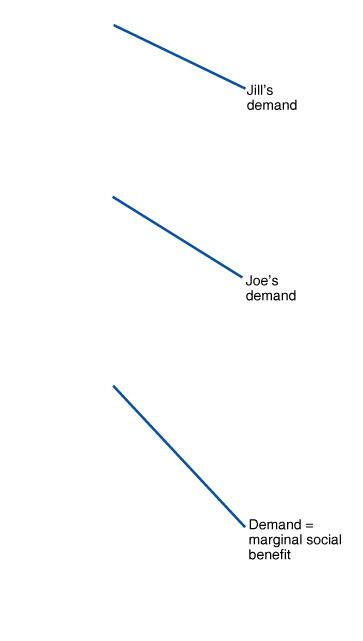 Jill’s
demand
Joe’s
demand
Demand =
marginal social
benefit